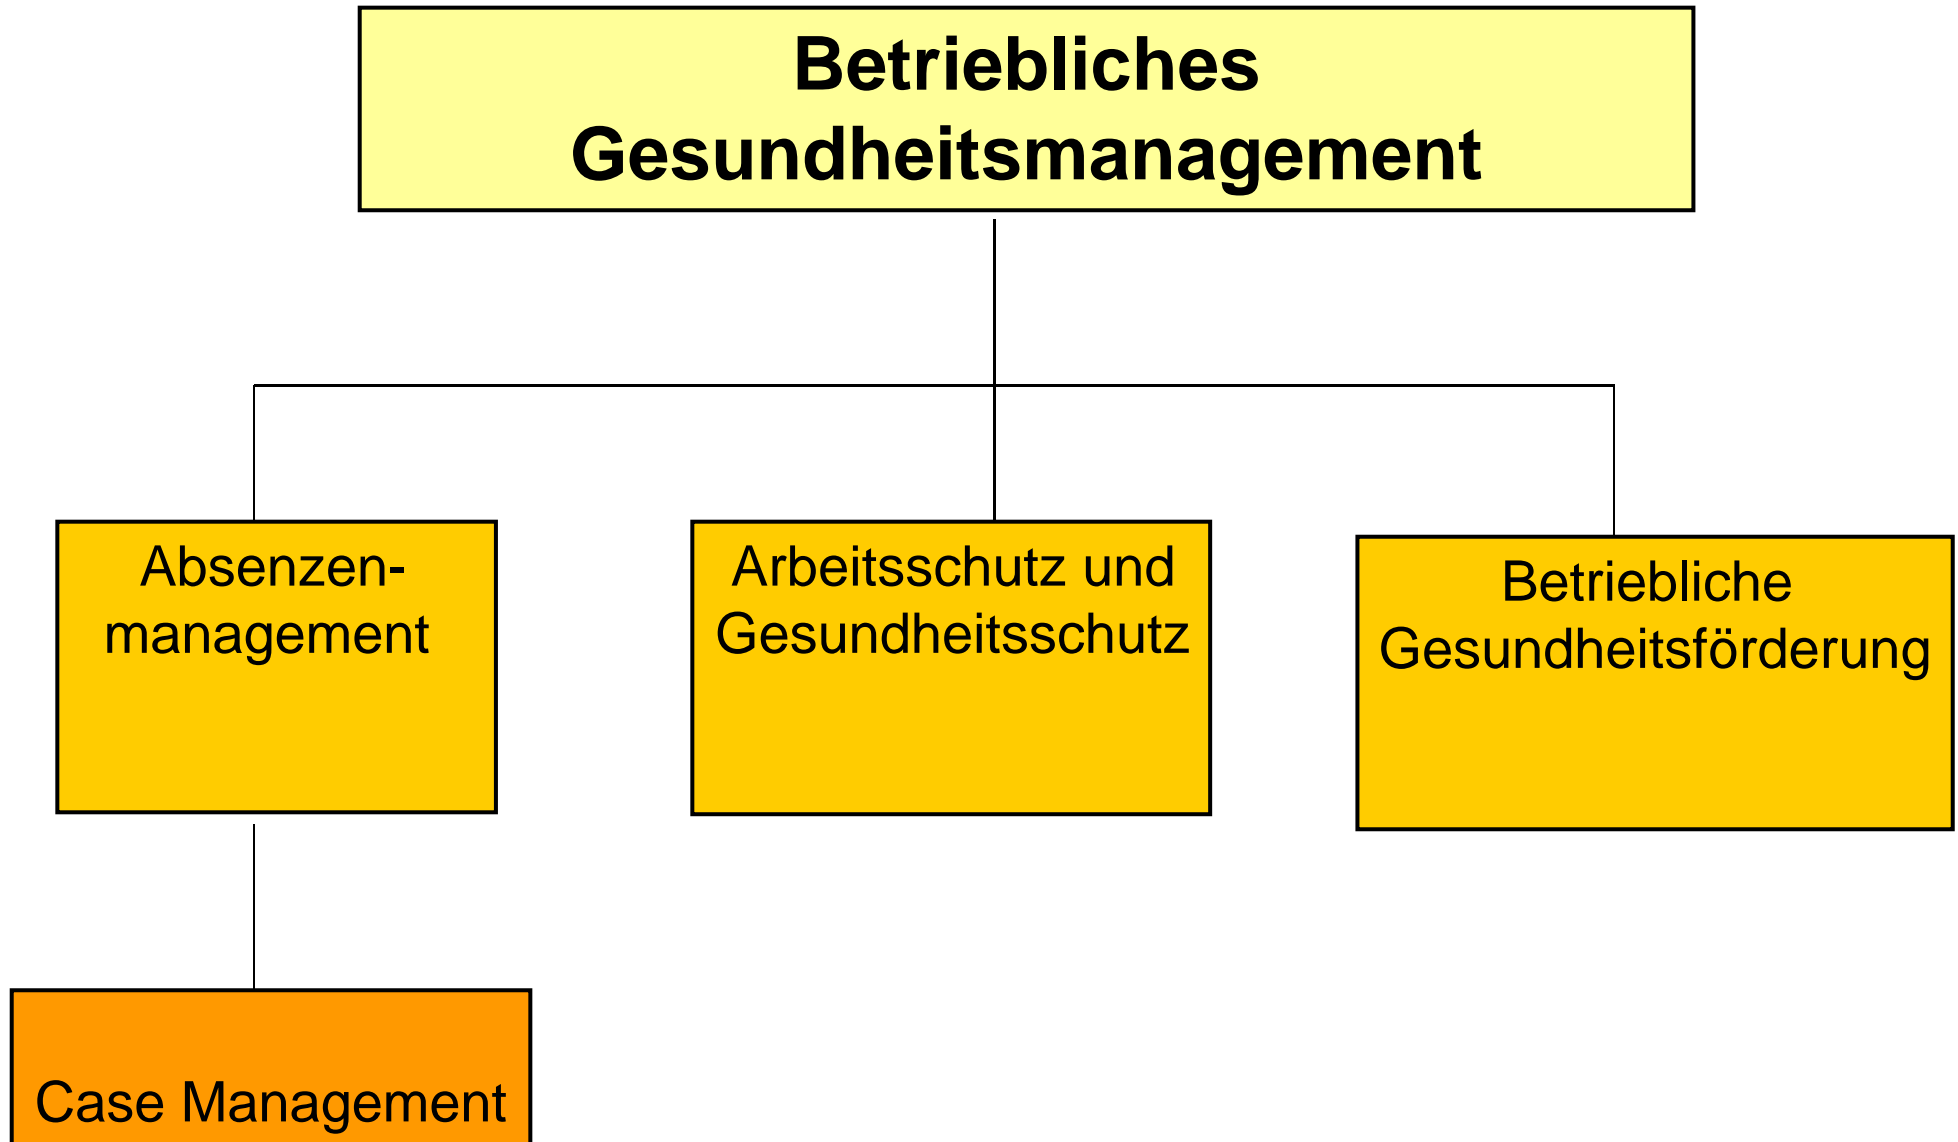 Betriebliches
Gesundheitsmanagement
Absenzen-
management
Arbeitsschutz und
Gesundheitsschutz
Betriebliche
Gesundheitsförderung
Case Management